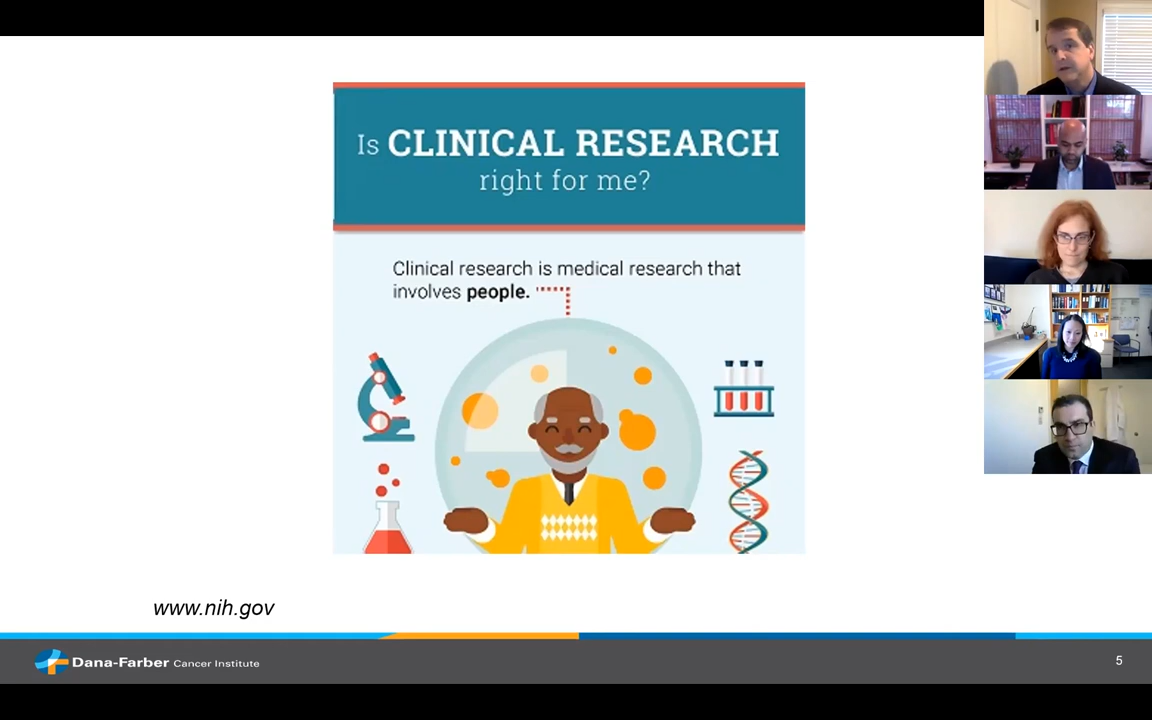 Is CLINICAL RESEARCH
right for me?
Clinical research is medical research that
involves people.
www.nih.gov
Dana-Farber Cancer Institute
5